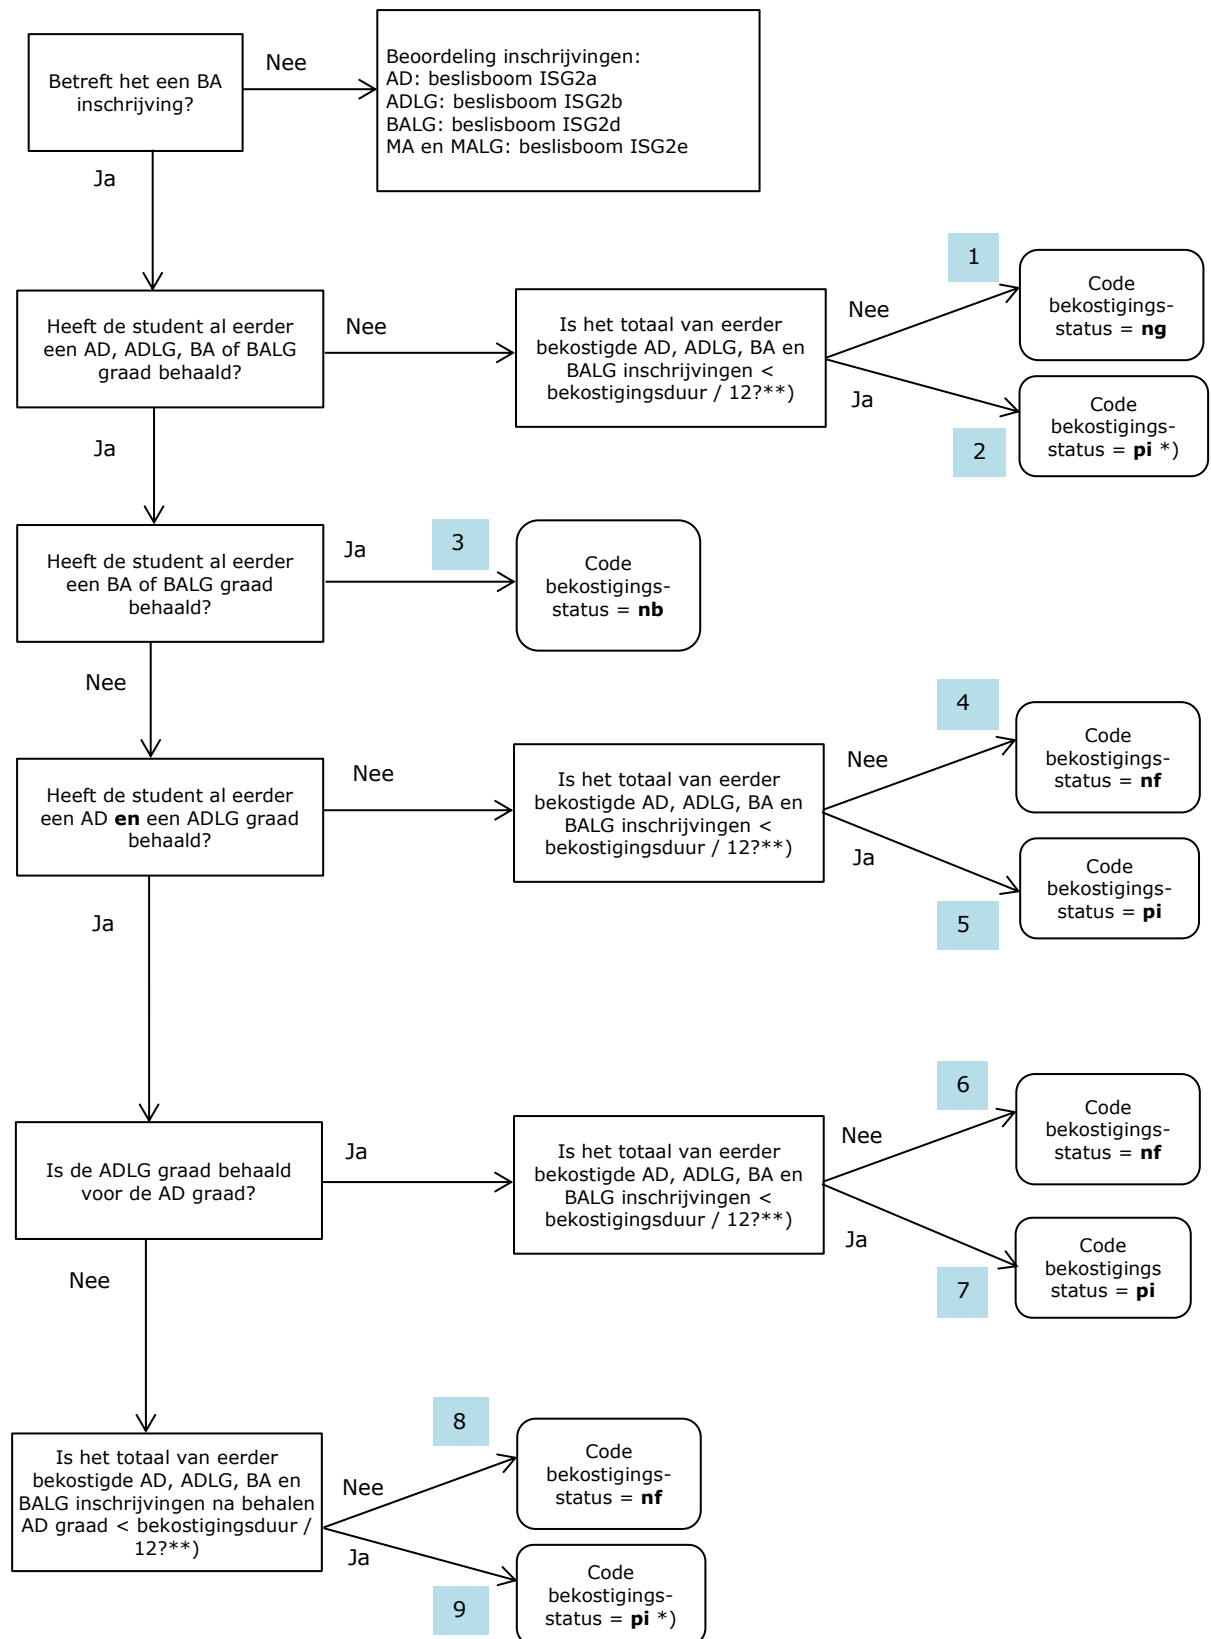 Betreft het een BA
inschrijving?
Nee
Beoordeling inschrijvingen:
AD: beslisboom ISG2a
ADLG: beslisboom ISG2b
BALG: beslisboom ISG2d
MA en MALG: beslisboom ISG2e
Ja
Heeft de student al eerder
een AD, ADLG, BA of BALG
graad behaald?
Nee
Is het totaal van eerder
bekostigde AD, ADLG, BA en
BALG inschrijvingen <
bekostigingsduur / 12?**)
Nee
1
Code
bekostigings-
status = ng
Ja
2
Code
bekostigings-
status = pi *)
Ja
Heeft de student al eerder
een BA of BALG graad
behaald?
Ja
3
Code
bekostigings-
status = nb
Nee
Heeft de student al eerder
een AD en een ADLG graad
behaald?
Nee
Is het totaal van eerder
bekostigde AD, ADLG, BA en
BALG inschrijvingen <
bekostigingsduur / 12?**)
Nee
4
Code
bekostigings-
status = nf
Ja
5
Code
bekostigings-
status = pi
Ja
Is de ADLG graad behaald
voor de AD graad?
Ja
Is het totaal van eerder
bekostigde AD, ADLG, BA en
BALG inschrijvingen <
bekostigingsduur / 12?**)
Nee
6
Code
bekostigings-
status = nf
Ja
7
Code
bekostigings
status = pi
Nee
Is het totaal van eerder
bekostigde AD, ADLG, BA en
BALG inschrijvingen na behalen
AD graad < bekostigingsduur /
12?**)
Nee
8
Code
bekostigings-
status = nf
Ja
9
Code
bekostigings-
status = pi *)